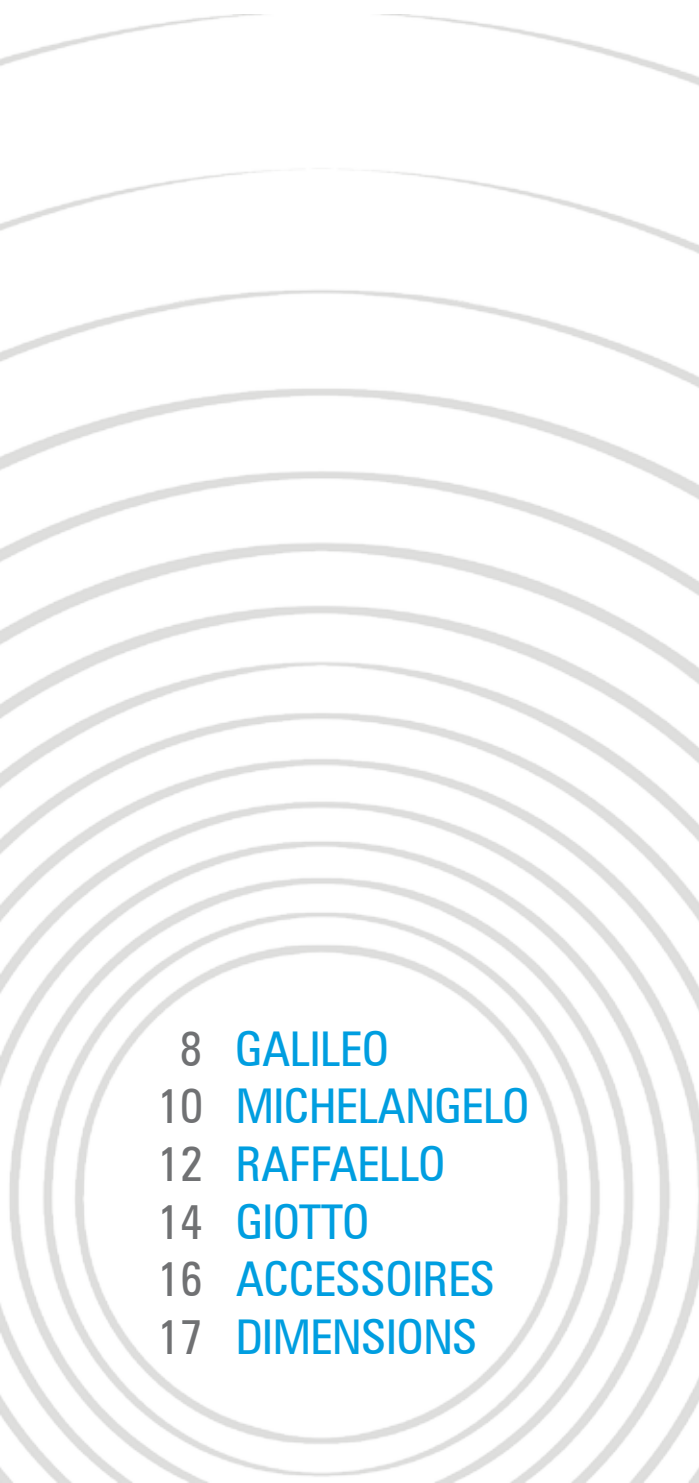 8 GALILEO
10 MICHELANGELO
12 RAFFAELLO
14 GIOTTO
16 ACCESSOIRES
17 DIMENSIONS